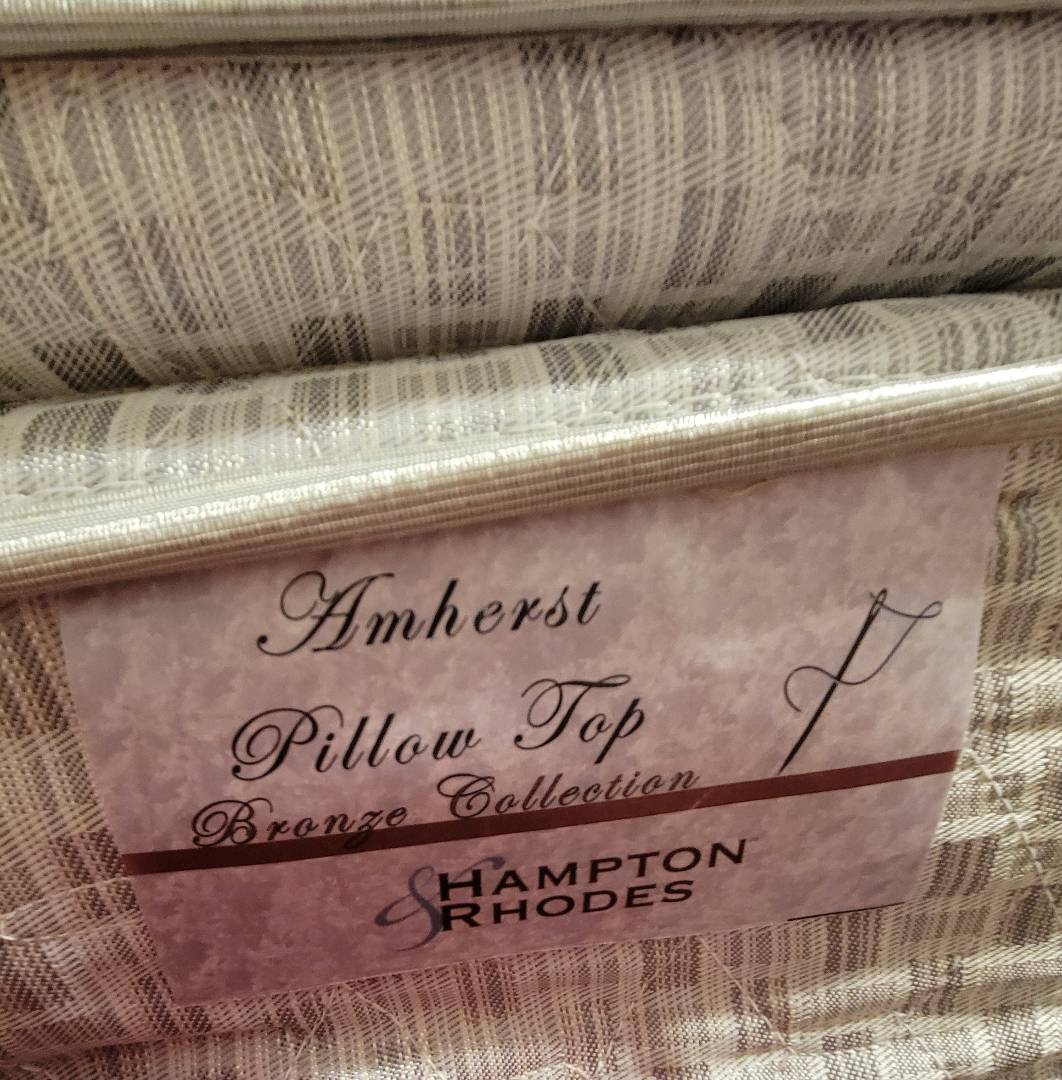 Amherst
Pillow Top
Bronze Collection
& HAMPTON
RHODES